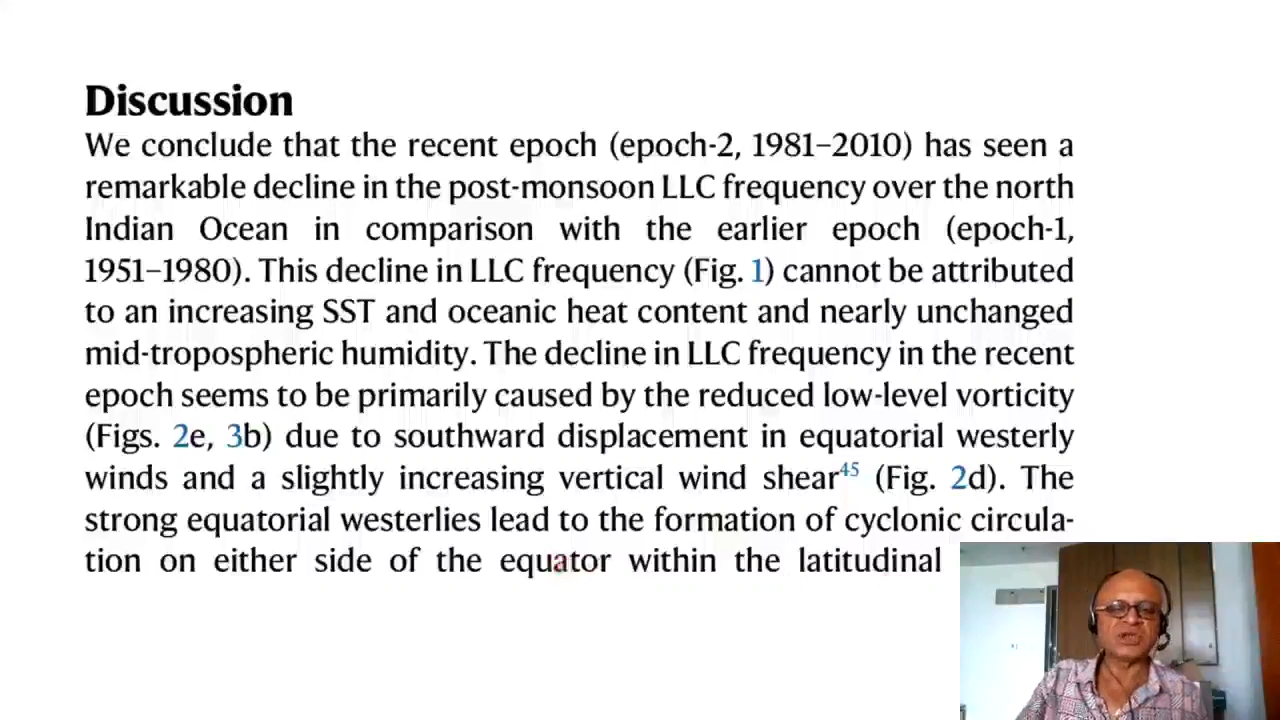 Discussion
We conclude that the recent epoch (epoch-2, 1981–2010) has seen a
remarkable decline in the post-monsoon LLC frequency over the north
Indian Ocean in comparison with the earlier epoch (epoch-1,
1951–1980). This decline in LLC frequency (Fig. 1) cannot be attributed
to an increasing SST and oceanic heat content and nearly unchanged
mid-tropospheric humidity. The decline in LLC frequency in the recent
epoch seems to be primarily caused by the reduced low-level vorticity
(Figs. 2e, 3b) due to southward displacement in equatorial westerly
winds and a slightly increasing vertical wind shear45 (Fig. 2d). The
strong equatorial westerlies lead to the formation of cyclonic circula-
tion on either side of the equator within the latitudinal